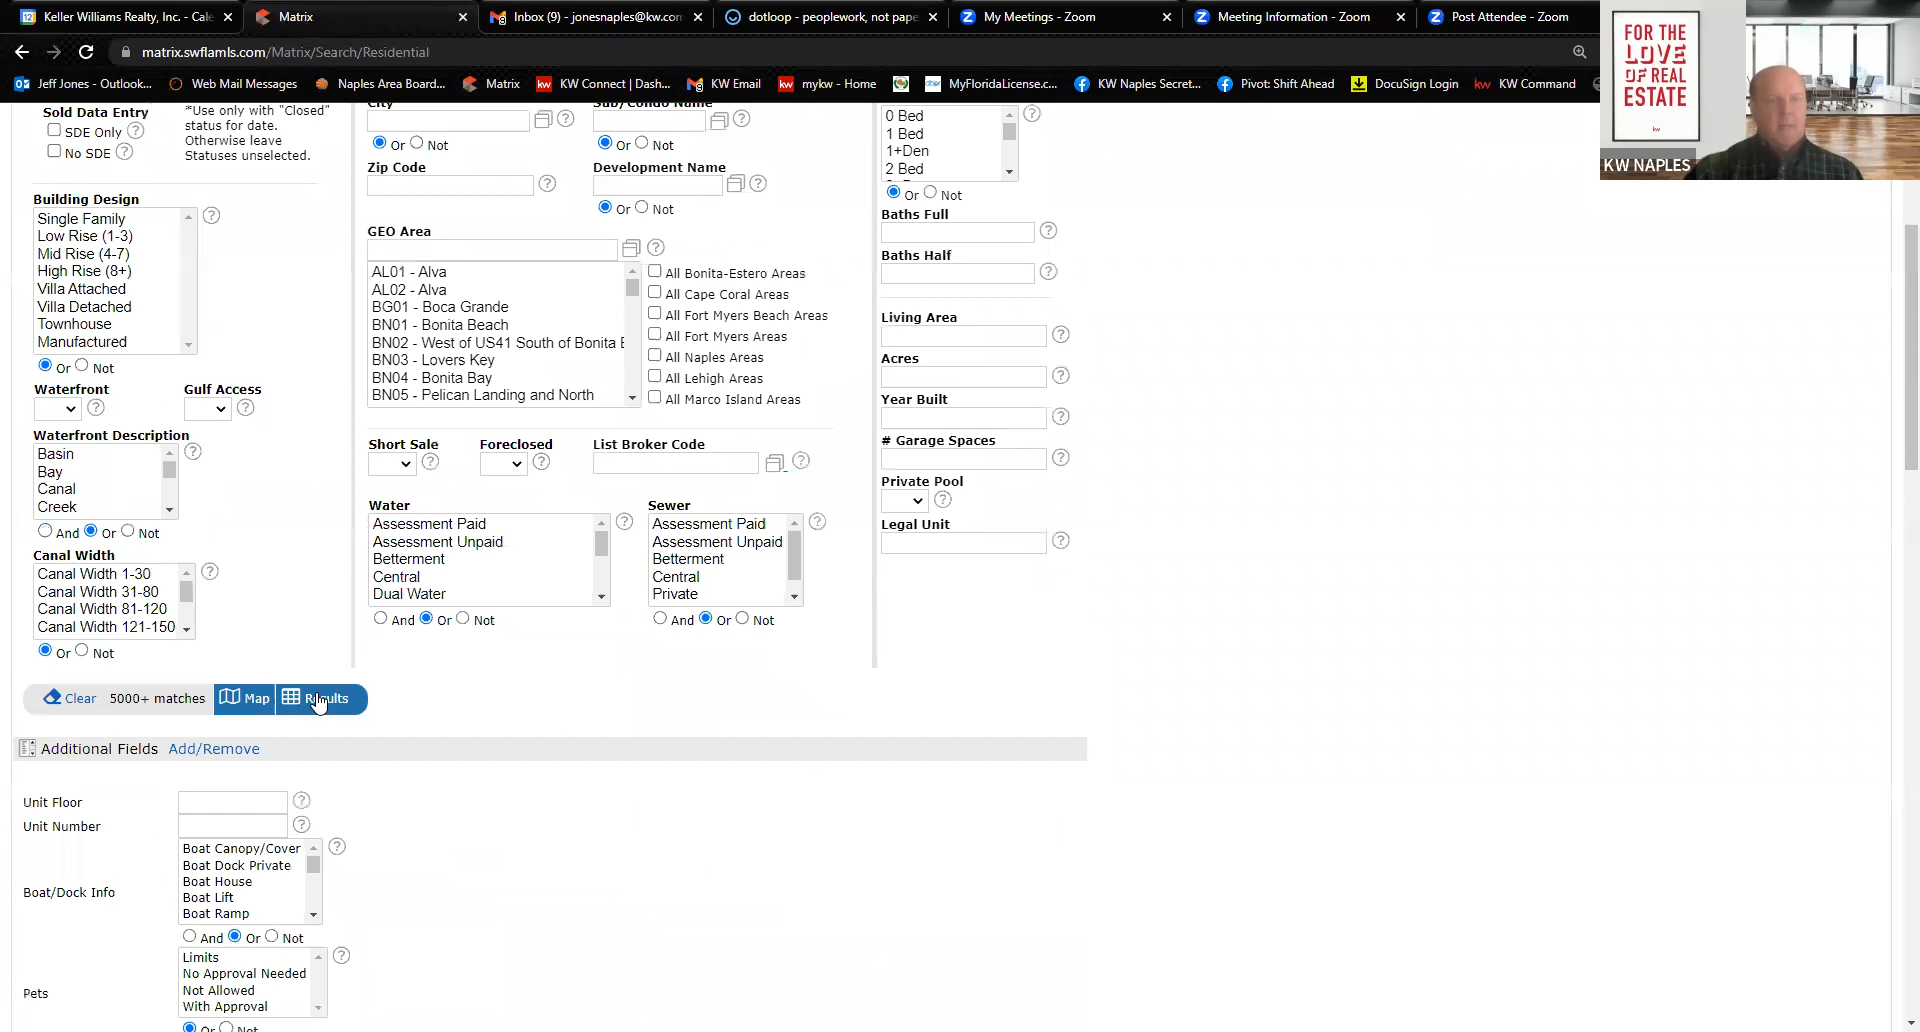 Keller Williams Realty, Inc. - Cale
Matrix
Inbox (9) - jonesnaples@kw.com
dotloop - peoplework, not pape
My Meetings - Zoom
Meeting Information - Zoom
Post Attendee - Zoom
matrix.swflamls.com/Matrix/Search/Residential
Jeff Jones - Outlook...
Web Mail Messages
Naples Area Board...
Matrix
KW Connect | Dash...
KW Email
mykw - Home
MyFloridaLicense.c...
KW Naples Secret...
Pivot: Shift Ahead
DocuSign Login
KW Command
FOR THE
LOVE
OF REAL
ESTATE
kw
KW NAPLES
Sold Data Entry
SDE Only
No SDE
*Use only with "Closed"
status for date.
Otherwise leave
Statuses unselected.
Building Design
Single Family
Low Rise (1-3)
Mid Rise (4-7)
High Rise (8+)
Villa Attached
Villa Detached
Townhouse
Manufactured
Or Not
Waterfront
Gulf Access
Waterfront Description
Basin
Bay
Canal
Creek
And Or Not
Canal Width
Canal Width 1-30
Canal Width 31-80
Canal Width 81-120
Canal Width 121-150
Or Not
City
Or Not
Sub/Condo Name
Or Not
Zip Code
Development Name
Or Not
GEO Area
AL01 - Alva
AL02 - Alva
BG01 - Boca Grande
BN01 - Bonita Beach
BN02 - West of US41 South of Bonita B
BN03 - Lovers Key
BN04 - Bonita Bay
BN05 - Pelican Landing and North
All Bonita-Estero Areas
All Cape Coral Areas
All Fort Myers Beach Areas
All Fort Myers Areas
All Naples Areas
All Lehigh Areas
All Marco Island Areas
Short Sale
Foreclosed
List Broker Code
Water
Assessment Paid
Assessment Unpaid
Betterment
Central
Dual Water
And Or Not
Sewer
Assessment Paid
Assessment Unpaid
Betterment
Central
Private
And Or Not
0 Bed
1 Bed
1+Den
2 Bed
Or Not
Baths Full
Baths Half
Living Area
Acres
Year Built
# Garage Spaces
Private Pool
Legal Unit
Clear 5000+ matches Map Results
Additional Fields Add/Remove
Unit Floor
Unit Number
Boat/Dock Info
Boat Canopy/Cover
Boat Dock Private
Boat House
Boat Lift
Boat Ramp
And Or Not
Pets
Limits
No Approval Needed
Not Allowed
With Approval
Or Not